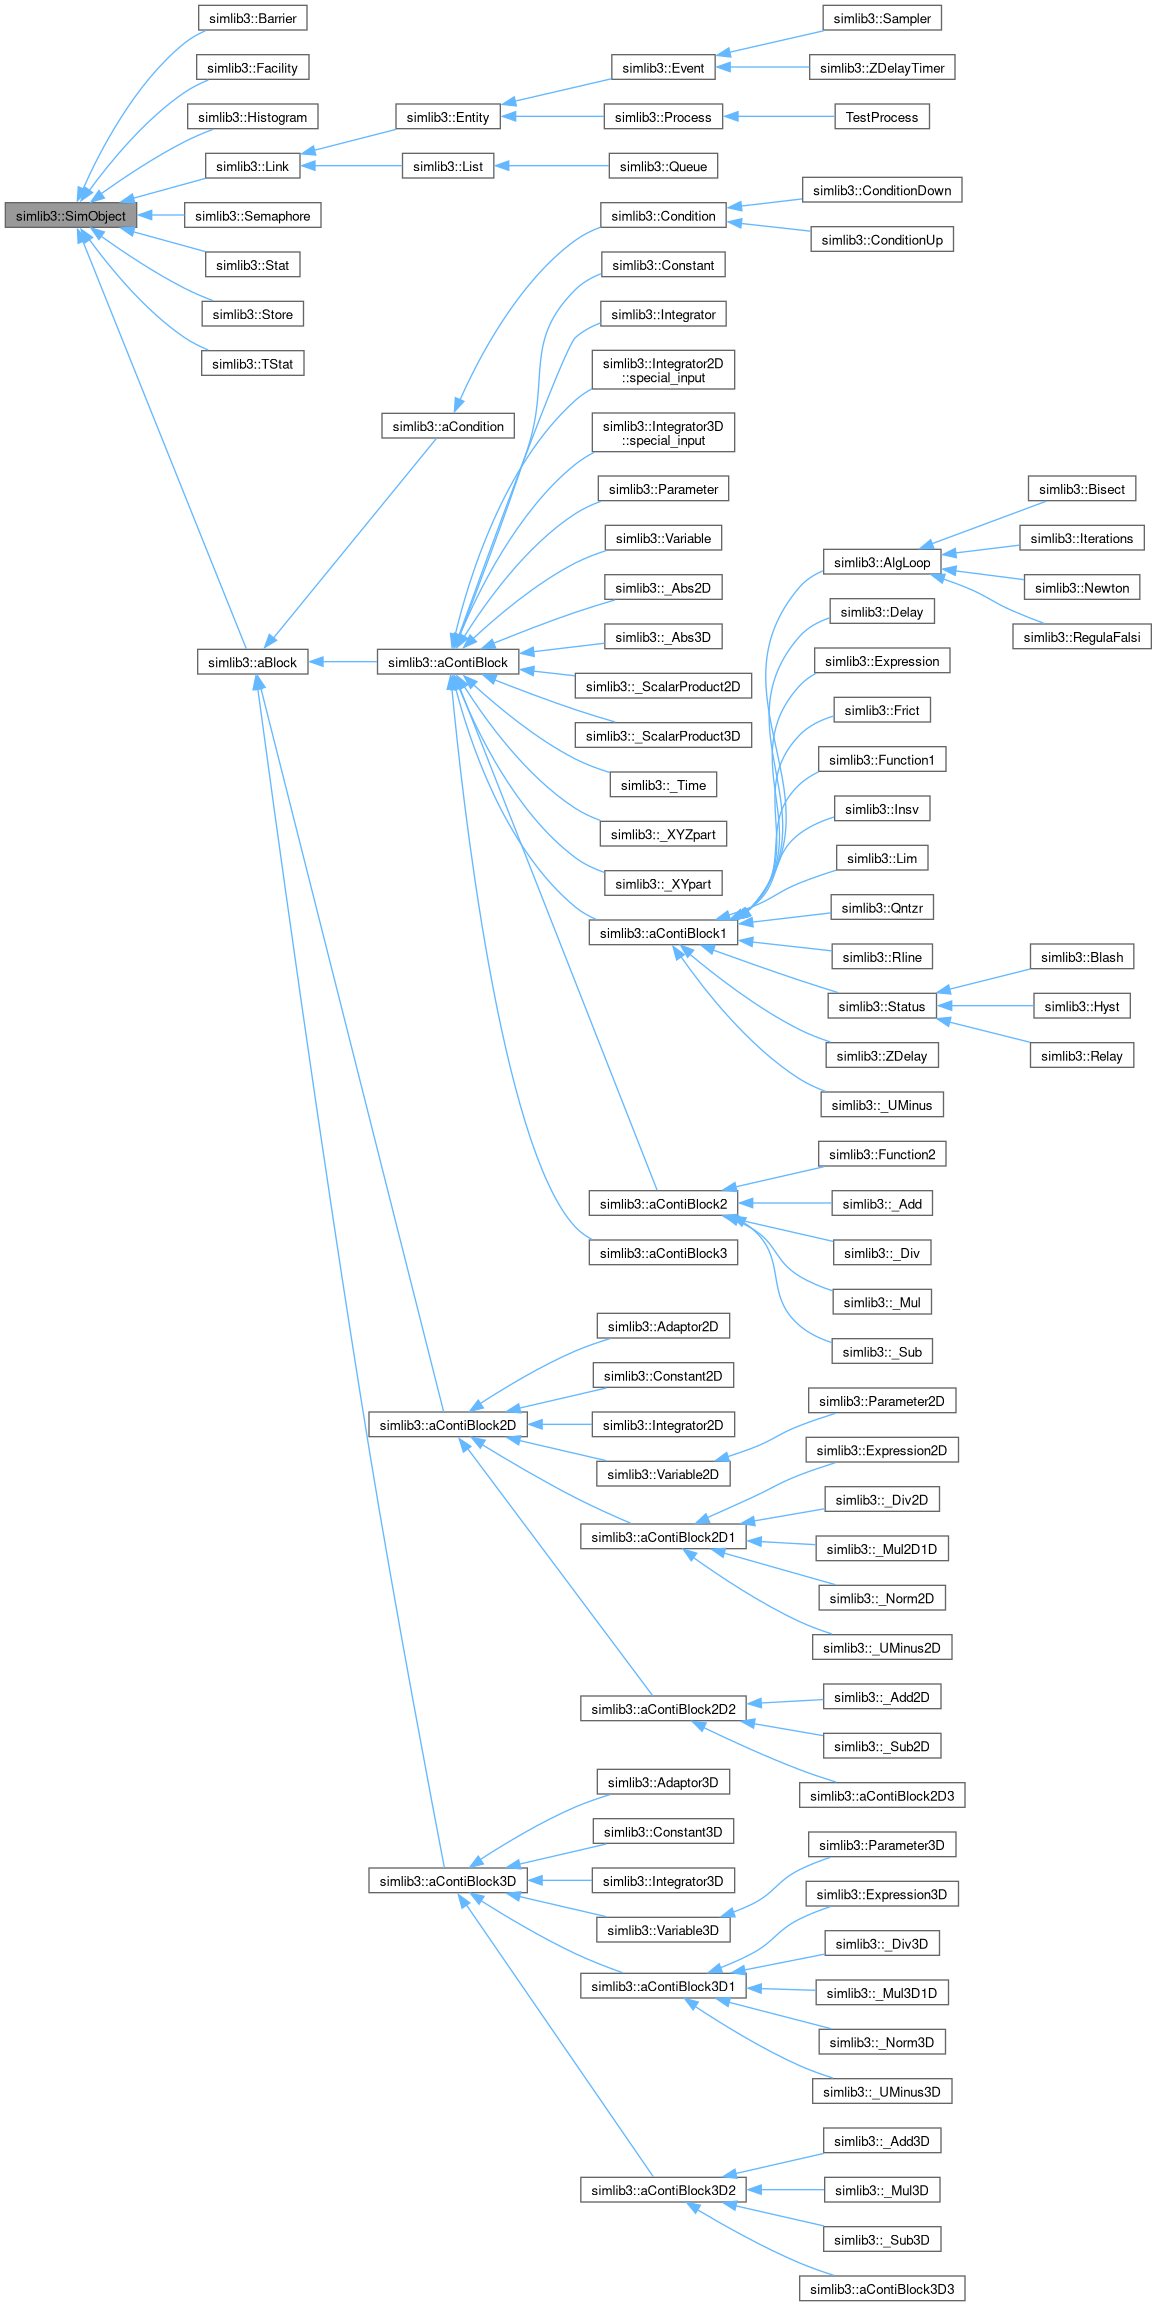 simlib3::Barrier
simlib3::Sampler
simlib3::Facility
simlib3::Event
simlib3::ZDelayTimer
simlib3::Histogram
simlib3::Entity
simlib3::Process
TestProcess
simlib3::Link
simlib3::List
simlib3::Queue
simlib3::SimObject
simlib3::Semaphore
simlib3::Condition
simlib3::ConditionDown
simlib3::ConditionUp
simlib3::Stat
simlib3::Constant
simlib3::Store
simlib3::Integrator
simlib3::TStat
simlib3::Integrator2D
::special_input
simlib3::aCondition
simlib3::Integrator3D
::special_input
simlib3::Parameter
simlib3::Bisect
simlib3::Variable
simlib3::Iterations
simlib3::AlgLoop
simlib3::_Abs2D
simlib3::Newton
simlib3::Delay
simlib3::_Abs3D
simlib3::RegulaFalsi
simlib3::aBlock
simlib3::aContiBlock
simlib3::Expression
simlib3::_ScalarProduct2D
simlib3::Frict
simlib3::_ScalarProduct3D
simlib3::Function1
simlib3::_Time
simlib3::Insv
simlib3::_XYZpart
simlib3::Lim
simlib3::_XYpart
simlib3::Qntzr
simlib3::aContiBlock1
simlib3::Rline
simlib3::Blash
simlib3::Status
simlib3::Hyst
simlib3::ZDelay
simlib3::Relay
simlib3::_UMinus
simlib3::Function2
simlib3::aContiBlock2
simlib3::_Add
simlib3::aContiBlock3
simlib3::_Div
simlib3::_Mul
simlib3::Adaptor2D
simlib3::_Sub
simlib3::Constant2D
simlib3::Parameter2D
simlib3::aContiBlock2D
simlib3::Integrator2D
simlib3::Expression2D
simlib3::Variable2D
simlib3::_Div2D
simlib3::aContiBlock2D1
simlib3::_Mul2D1D
simlib3::_Norm2D
simlib3::_UMinus2D
simlib3::_Add2D
simlib3::aContiBlock2D2
simlib3::_Sub2D
simlib3::Adaptor3D
simlib3::aContiBlock2D3
simlib3::Constant3D
simlib3::Parameter3D
simlib3::aContiBlock3D
simlib3::Integrator3D
simlib3::Expression3D
simlib3::Variable3D
simlib3::_Div3D
simlib3::aContiBlock3D1
simlib3::_Mul3D1D
simlib3::_Norm3D
simlib3::_UMinus3D
simlib3::_Add3D
simlib3::aContiBlock3D2
simlib3::_Mul3D
simlib3::_Sub3D
simlib3::aContiBlock3D3